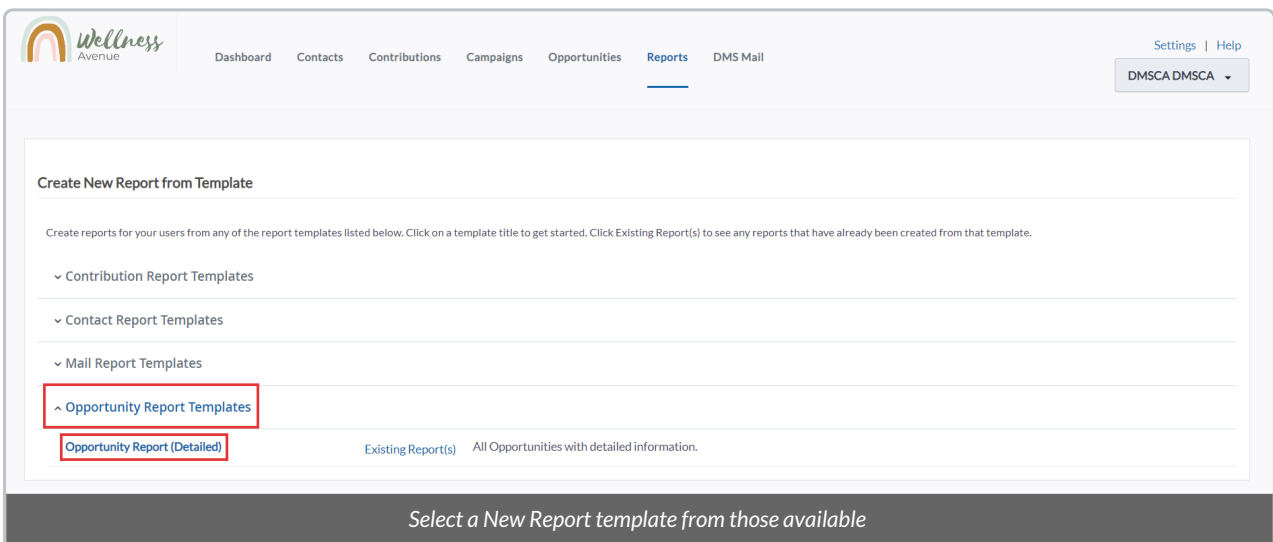 Wellness
Avenue
Dashboard Contacts Contributions Campaigns Opportunities Reports DMS Mail
Settings | Help
DMSCA DMSCA
Create New Report from Template
Create reports for your users from any of the report templates listed below. Click on a template title to get started. Click Existing Report(s) to see any reports that have already been created from that template.
Contribution Report Templates
Contact Report Templates
Mail Report Templates
Opportunity Report Templates
Opportunity Report (Detailed) Existing Report(s) All Opportunities with detailed information.
Select a New Report template from those available